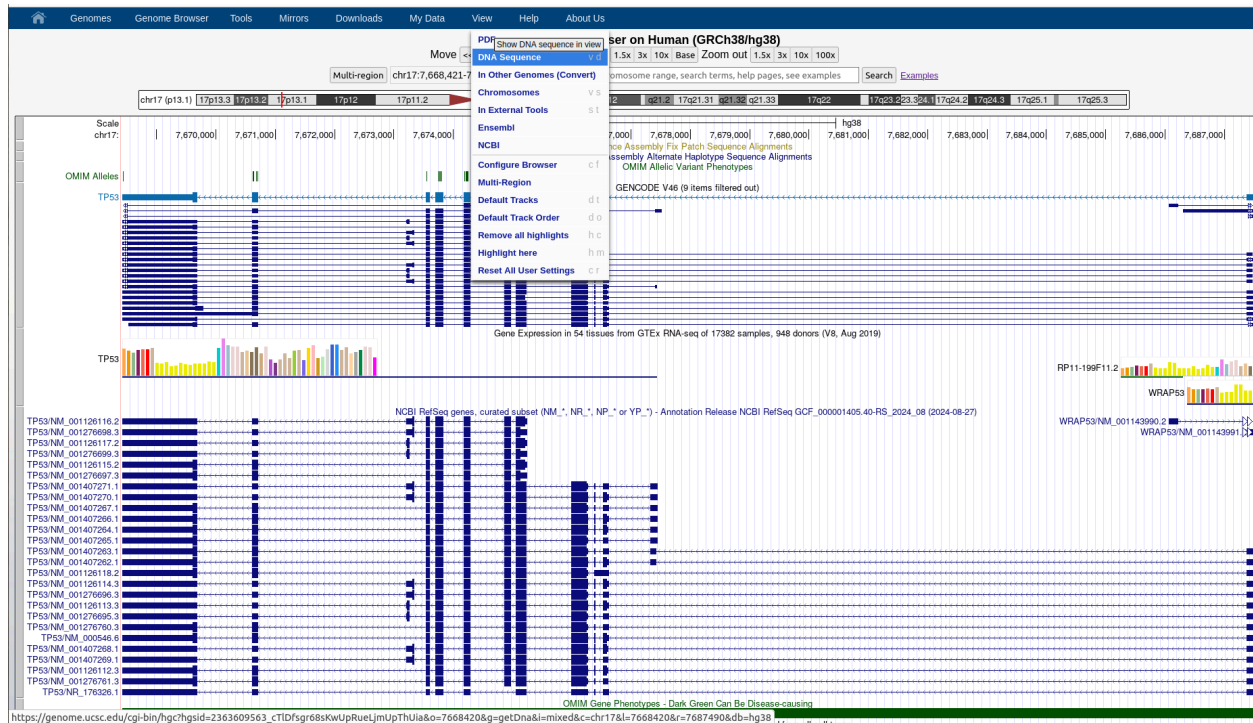 Genomes Genome Browser Tools Mirrors Downloads My Data View Help About Us
PDF
Show DNA sequence in view
ser on Human (GRCh38/hg38)
Move << 1.5x 3x 10x Base Zoom out 1.5x 3x 10x 100x
DNA Sequence v d
Multi-region chr17:7,668,421-7 omosome range, search terms, help pages, see examples Search Examples
In Other Genomes (Convert)
Chromosomes v s
In External Tools s t
Ensembl
NCBI
Configure Browser c f
Multi-Region
Default Tracks d t
Default Track Order d o
Remove all highlights h c
Highlight here h m
Reset All User Settings c r
chr17 (p13.1) 17p13.3 17p13.2 17p13.1 17p12 17p11.2 12 q21.2 17q21.31 q21.32 q21.33 17q22 17q23.2 23.3 24.1 17q24.2 17q24.3 17q25.1 17q25.3
Scale hg38
chr17: 7,670,000 7,671,000 7,672,000 7,673,000 7,674,000 7,000 7,678,000 7,679,000 7,680,000 7,681,000 7,682,000 7,683,000 7,684,000 7,685,000 7,686,000 7,687,000
ce Assembly Fix Patch Sequence Alignments
ssembly Alternate Haplotype Sequence Alignments
OMIM Allelic Variant Phenotypes
OMIM Alleles
GENCODE V46 (9 items filtered out)
TP53
Gene Expression in 54 tissues from GTEx RNA-seq of 17382 samples, 948 donors (V8, Aug 2019)
TP53
RP11-199F11.2
WRAP53
NCBI RefSeq genes, curated subset (NM_*, NR_*, NP_* or YP_*) - Annotation Release NCBI RefSeq GCF_000001405.40-RS_2024_08 (2024-08-27)
TP53/NM_001126116.2 WRAP53/NM_001143990.2
TP53/NM_001276698.3 WRAP53/NM_001143991.
TP53/NM_001126117.2
TP53/NM_001276699.3
TP53/NM_001126115.2
TP53/NM_001276697.3
TP53/NM_001407271.1
TP53/NM_001407270.1
TP53/NM_001407267.1
TP53/NM_001407266.1
TP53/NM_001407264.1
TP53/NM_001407265.1
TP53/NM_001407263.1
TP53/NM_001407262.1
TP53/NM_001126118.2
TP53/NM_001126114.3
TP53/NM_001276696.3
TP53/NM_001126113.3
TP53/NM_001276695.3
TP53/NM_001276760.3
TP53/NM_000546.6
TP53/NM_001407268.1
TP53/NM_001407269.1
TP53/NM_001126112.3
TP53/NM_001276761.3
TP53/NR_176326.1
OMIM Gene Phenotypes - Dark Green Can Be Disease-causing
https://genome.ucsc.edu/cgi-bin/hgc?hgsid=2363609563_cTlDfsgr68sKwUpRueLjmUpThUia&o=7668420&g=getDna&i=mixed&c=chr17&l=7668420&r=7687490&db=hg38